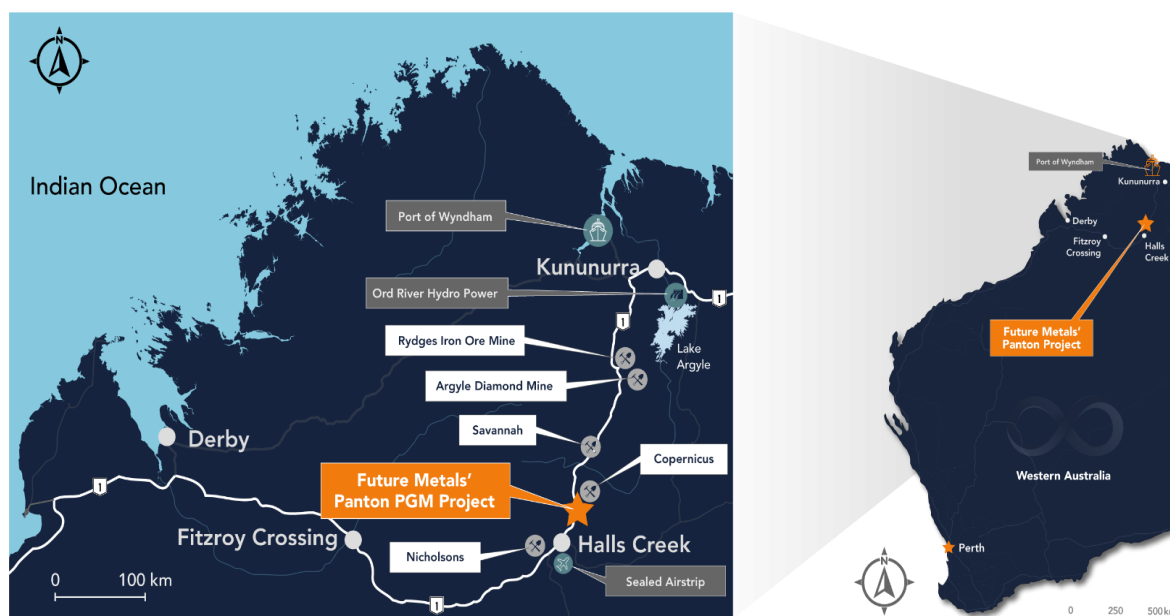 N
Indian Ocean
Port of Wyndham
Kununurra
1
Ord River Hydro Power
1
Rydges Iron Ore Mine
Lake
Argyle
Argyle Diamond Mine
Savannah
Derby
Copernicus
Future Metals'
Panton PGM Project
1
Fitzroy Crossing
Nicholsons
Halls Creek
Sealed Airstrip
0 100 km
1
Port of Wyndham
Kununurra
Derby
Fitzroy
Crossing
Halls
Creek
Future Metals'
Panton Project
Western Australia
Perth
N
0 250 500 k